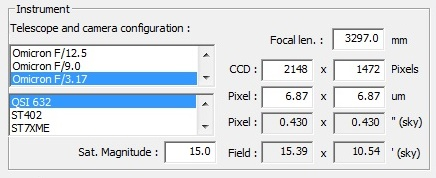 Instrument
Telescope and camera configuration :
Focal len. : 3297.0 mm
Omicron F/12.5
Omicron F/9.0
Omicron F/3.17
CCD : 2148 x 1472 Pixels
Pixel : 6.87 x 6.87 um
QSI 632
ST402
ST7XME
Pixel : 0.430 x 0.430 " (sky)
Sat. Magnitude : 15.0
Field : 15.39 x 10.54 ' (sky)